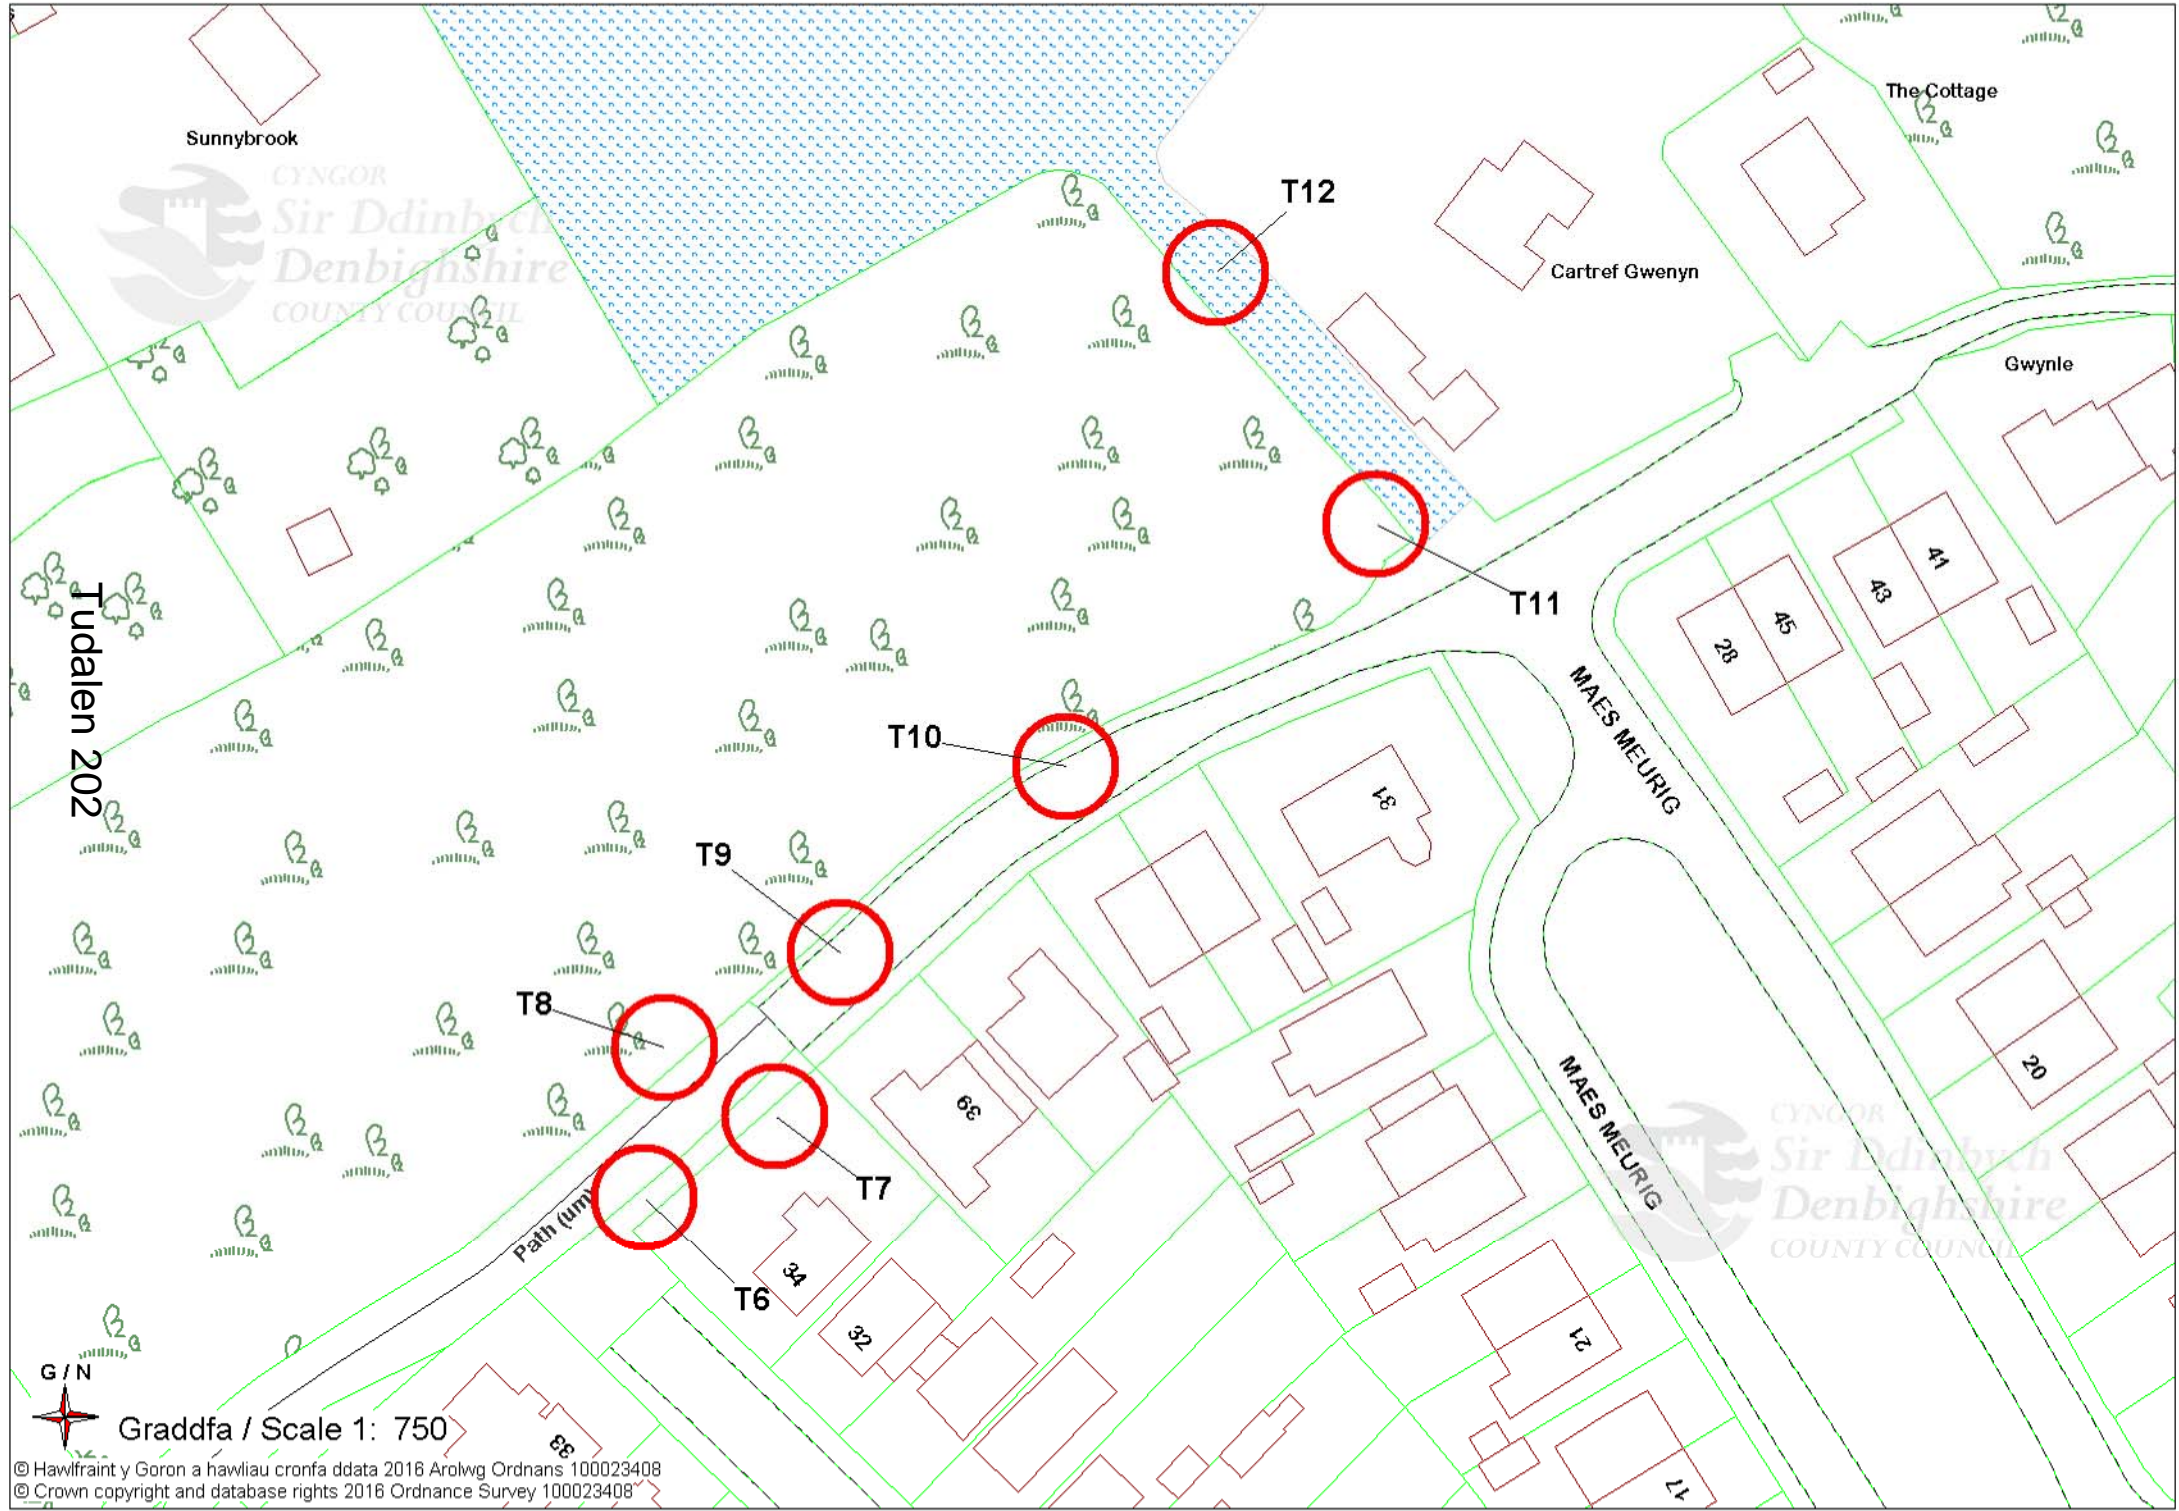 The Cottage
Sunnybrook
CYNGOR
Sir Ddinbych
Denbighshire
COUNTY COUNCIL
T12
Cartref Gwenyn
Gwynle
41
43
45
28
T11
Tudalen 202
MAES MEURIG
T10
31
T9
T8
39
20
MAES MEURIG
CYNGOR
Sir Ddinbych
Denbighshire
COUNTY COUNCIL
T7
Path (um)
34
T6
32
21
G / N
Graddfa / Scale 1: 750
33
17
© Hawlfraint y Goron a hawliau cronfa ddata 2016 Arolwg Ordnans 100023408
© Crown copyright and database rights 2016 Ordnance Survey 100023408